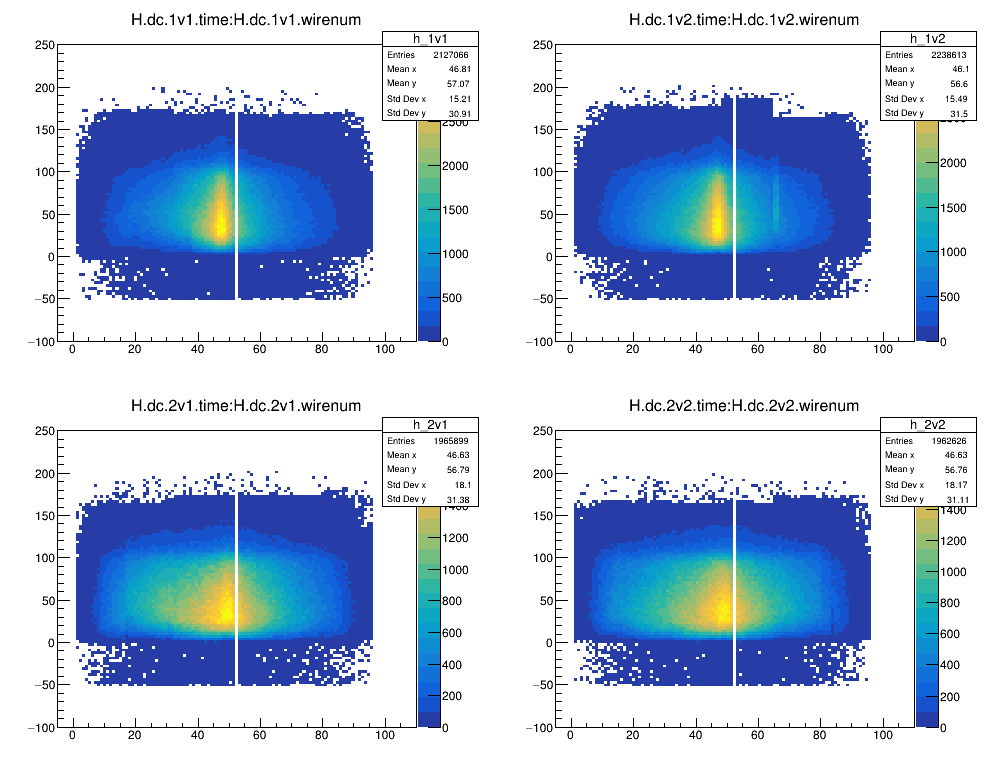 H.dc.1v1.time:H.dc.1v1.wirenum
h_1v1
Entries 2127066
Mean x 46.81
Mean y 57.07
Std Dev x 15.21
Std Dev y 30.91
250
200
150
100
50
0
−50
−100
0 20 40 60 80 100
2000
1500
1000
500
0
H.dc.1v2.time:H.dc.1v2.wirenum
h_1v2
Entries 2238613
Mean x 46.1
Mean y 56.6
Std Dev x 15.49
Std Dev y 31.5
250
200
150
100
50
0
−50
−100
0 20 40 60 80 100
2000
1500
1000
500
0
H.dc.2v1.time:H.dc.2v1.wirenum
h_2v1
Entries 1965899
Mean x 46.63
Mean y 56.79
Std Dev x 18.1
Std Dev y 31.38
250
200
150
100
50
0
−50
−100
0 20 40 60 80 100
1200
1000
800
600
400
200
0
H.dc.2v2.time:H.dc.2v2.wirenum
h_2v2
Entries 1962626
Mean x 46.63
Mean y 56.76
Std Dev x 18.17
Std Dev y 31.11
250
200
150
100
50
0
−50
−100
0 20 40 60 80 100
1200
1000
800
600
400
200
0